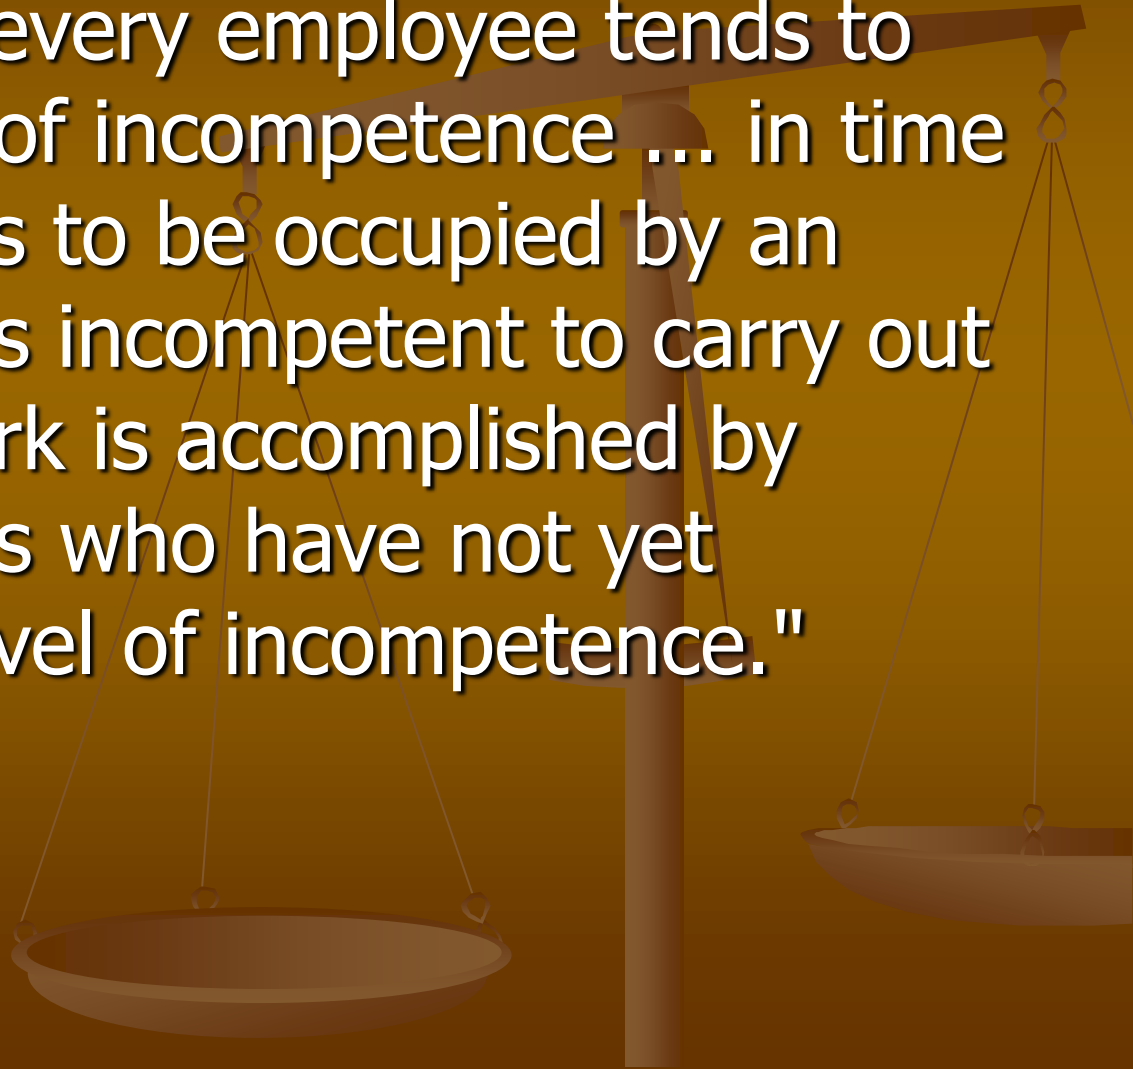 every employee tends to
of incompetence ... in time
s to be occupied by an
s incompetent to carry out
rk is accomplished by
s who have not yet
vel of incompetence."